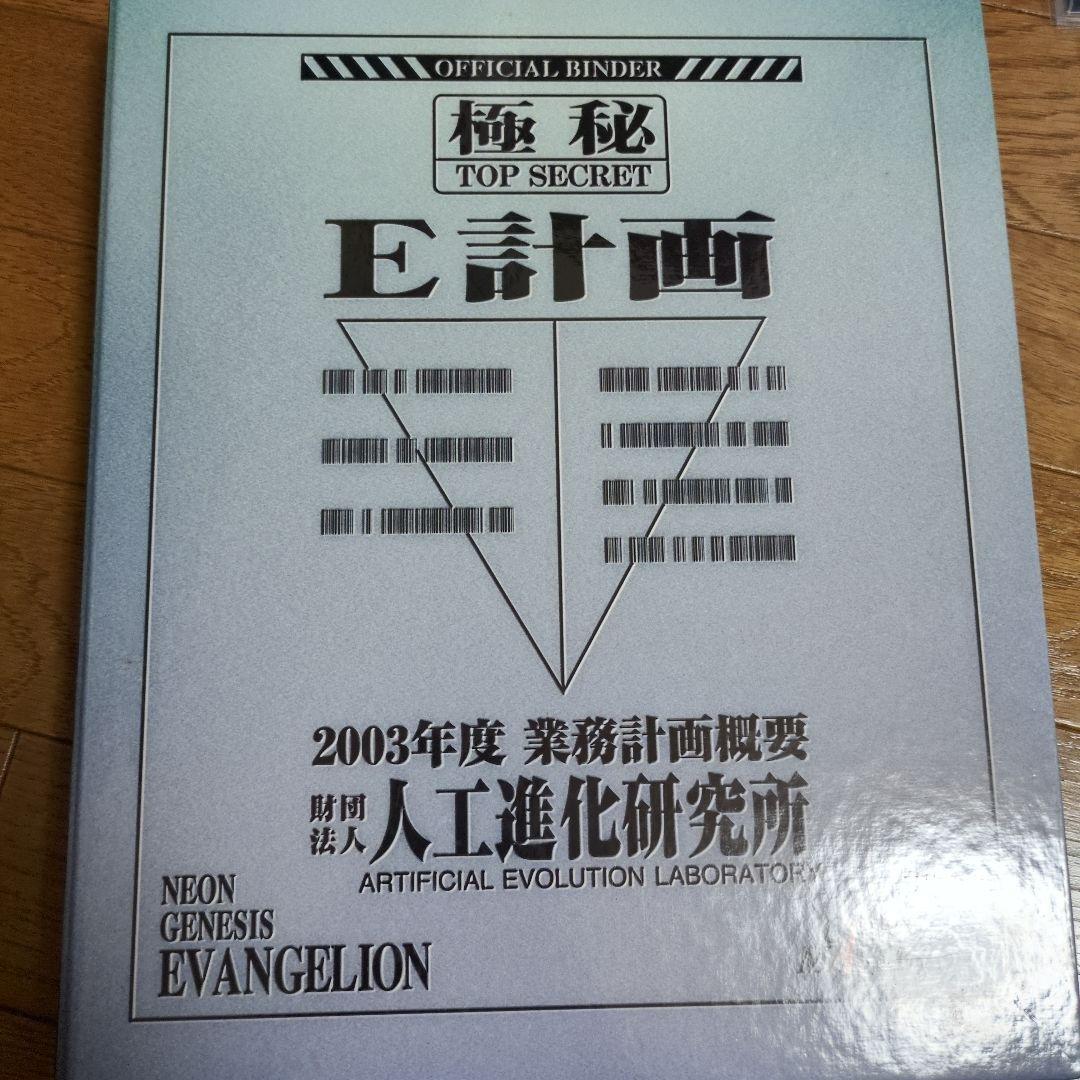 OFFICIAL BINDER
極秘
TOP SECRET
E計画
2003年度 業務計画概要
財団法人 人工進化研究所
ARTIFICIAL EVOLUTION LABORATORY
NEON
GENESIS
EVANGELION